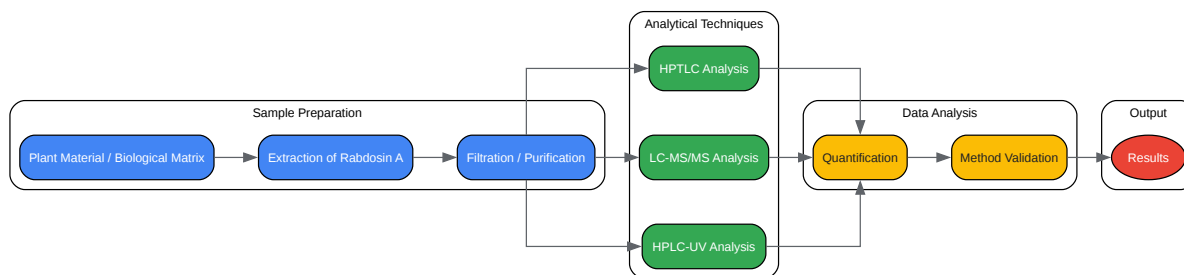 Sample Preparation
Plant Material / Biological Matrix
Extraction of Rabdosin A
Filtration / Purification
Analytical Techniques
HPTLC Analysis
LC-MS/MS Analysis
HPLC-UV Analysis
Data Analysis
Quantification
Method Validation
Output
Results